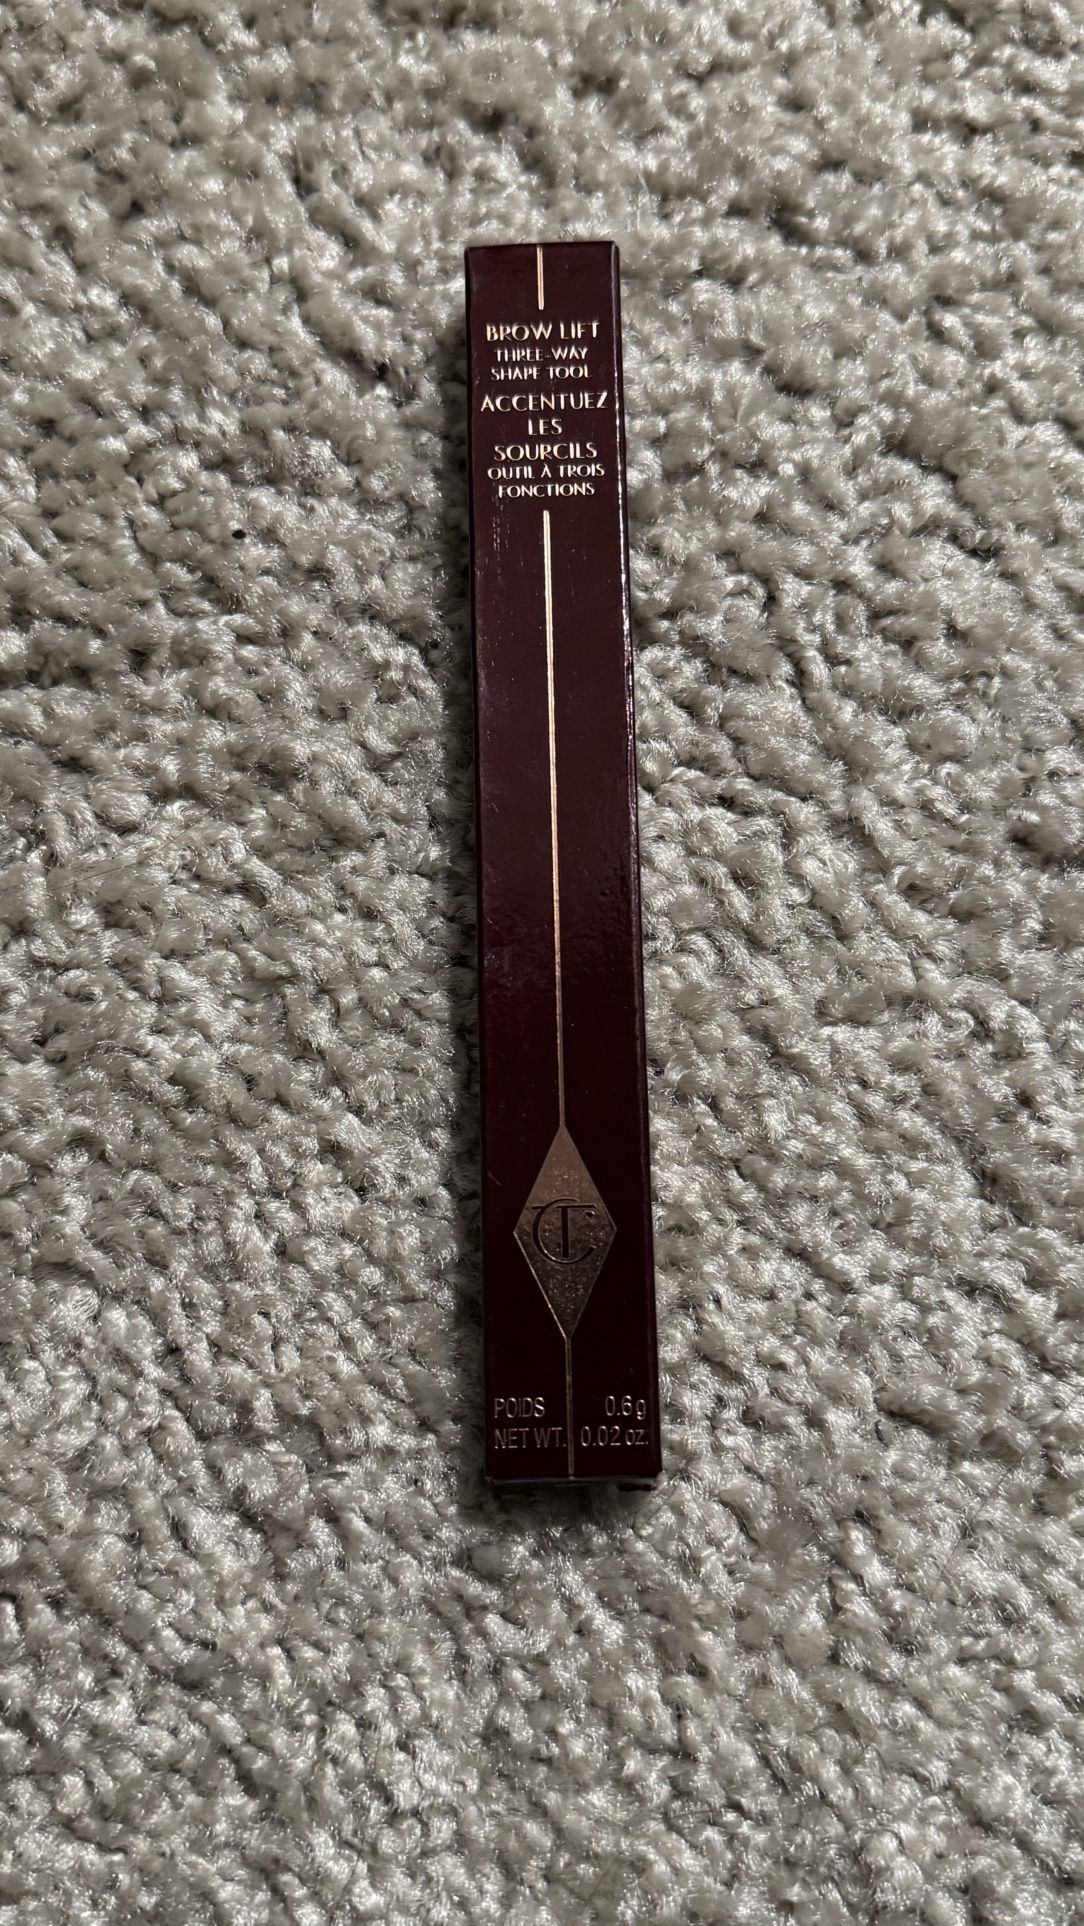 BROW LIFT
THREE-WAY
SHAPE TOOL
ACCENTUEZ
LES
SOURCILS
OUTIL À TROIS
FONCTIONS
CT
POIDS 0.6g
NET WT. 0.02 oz.